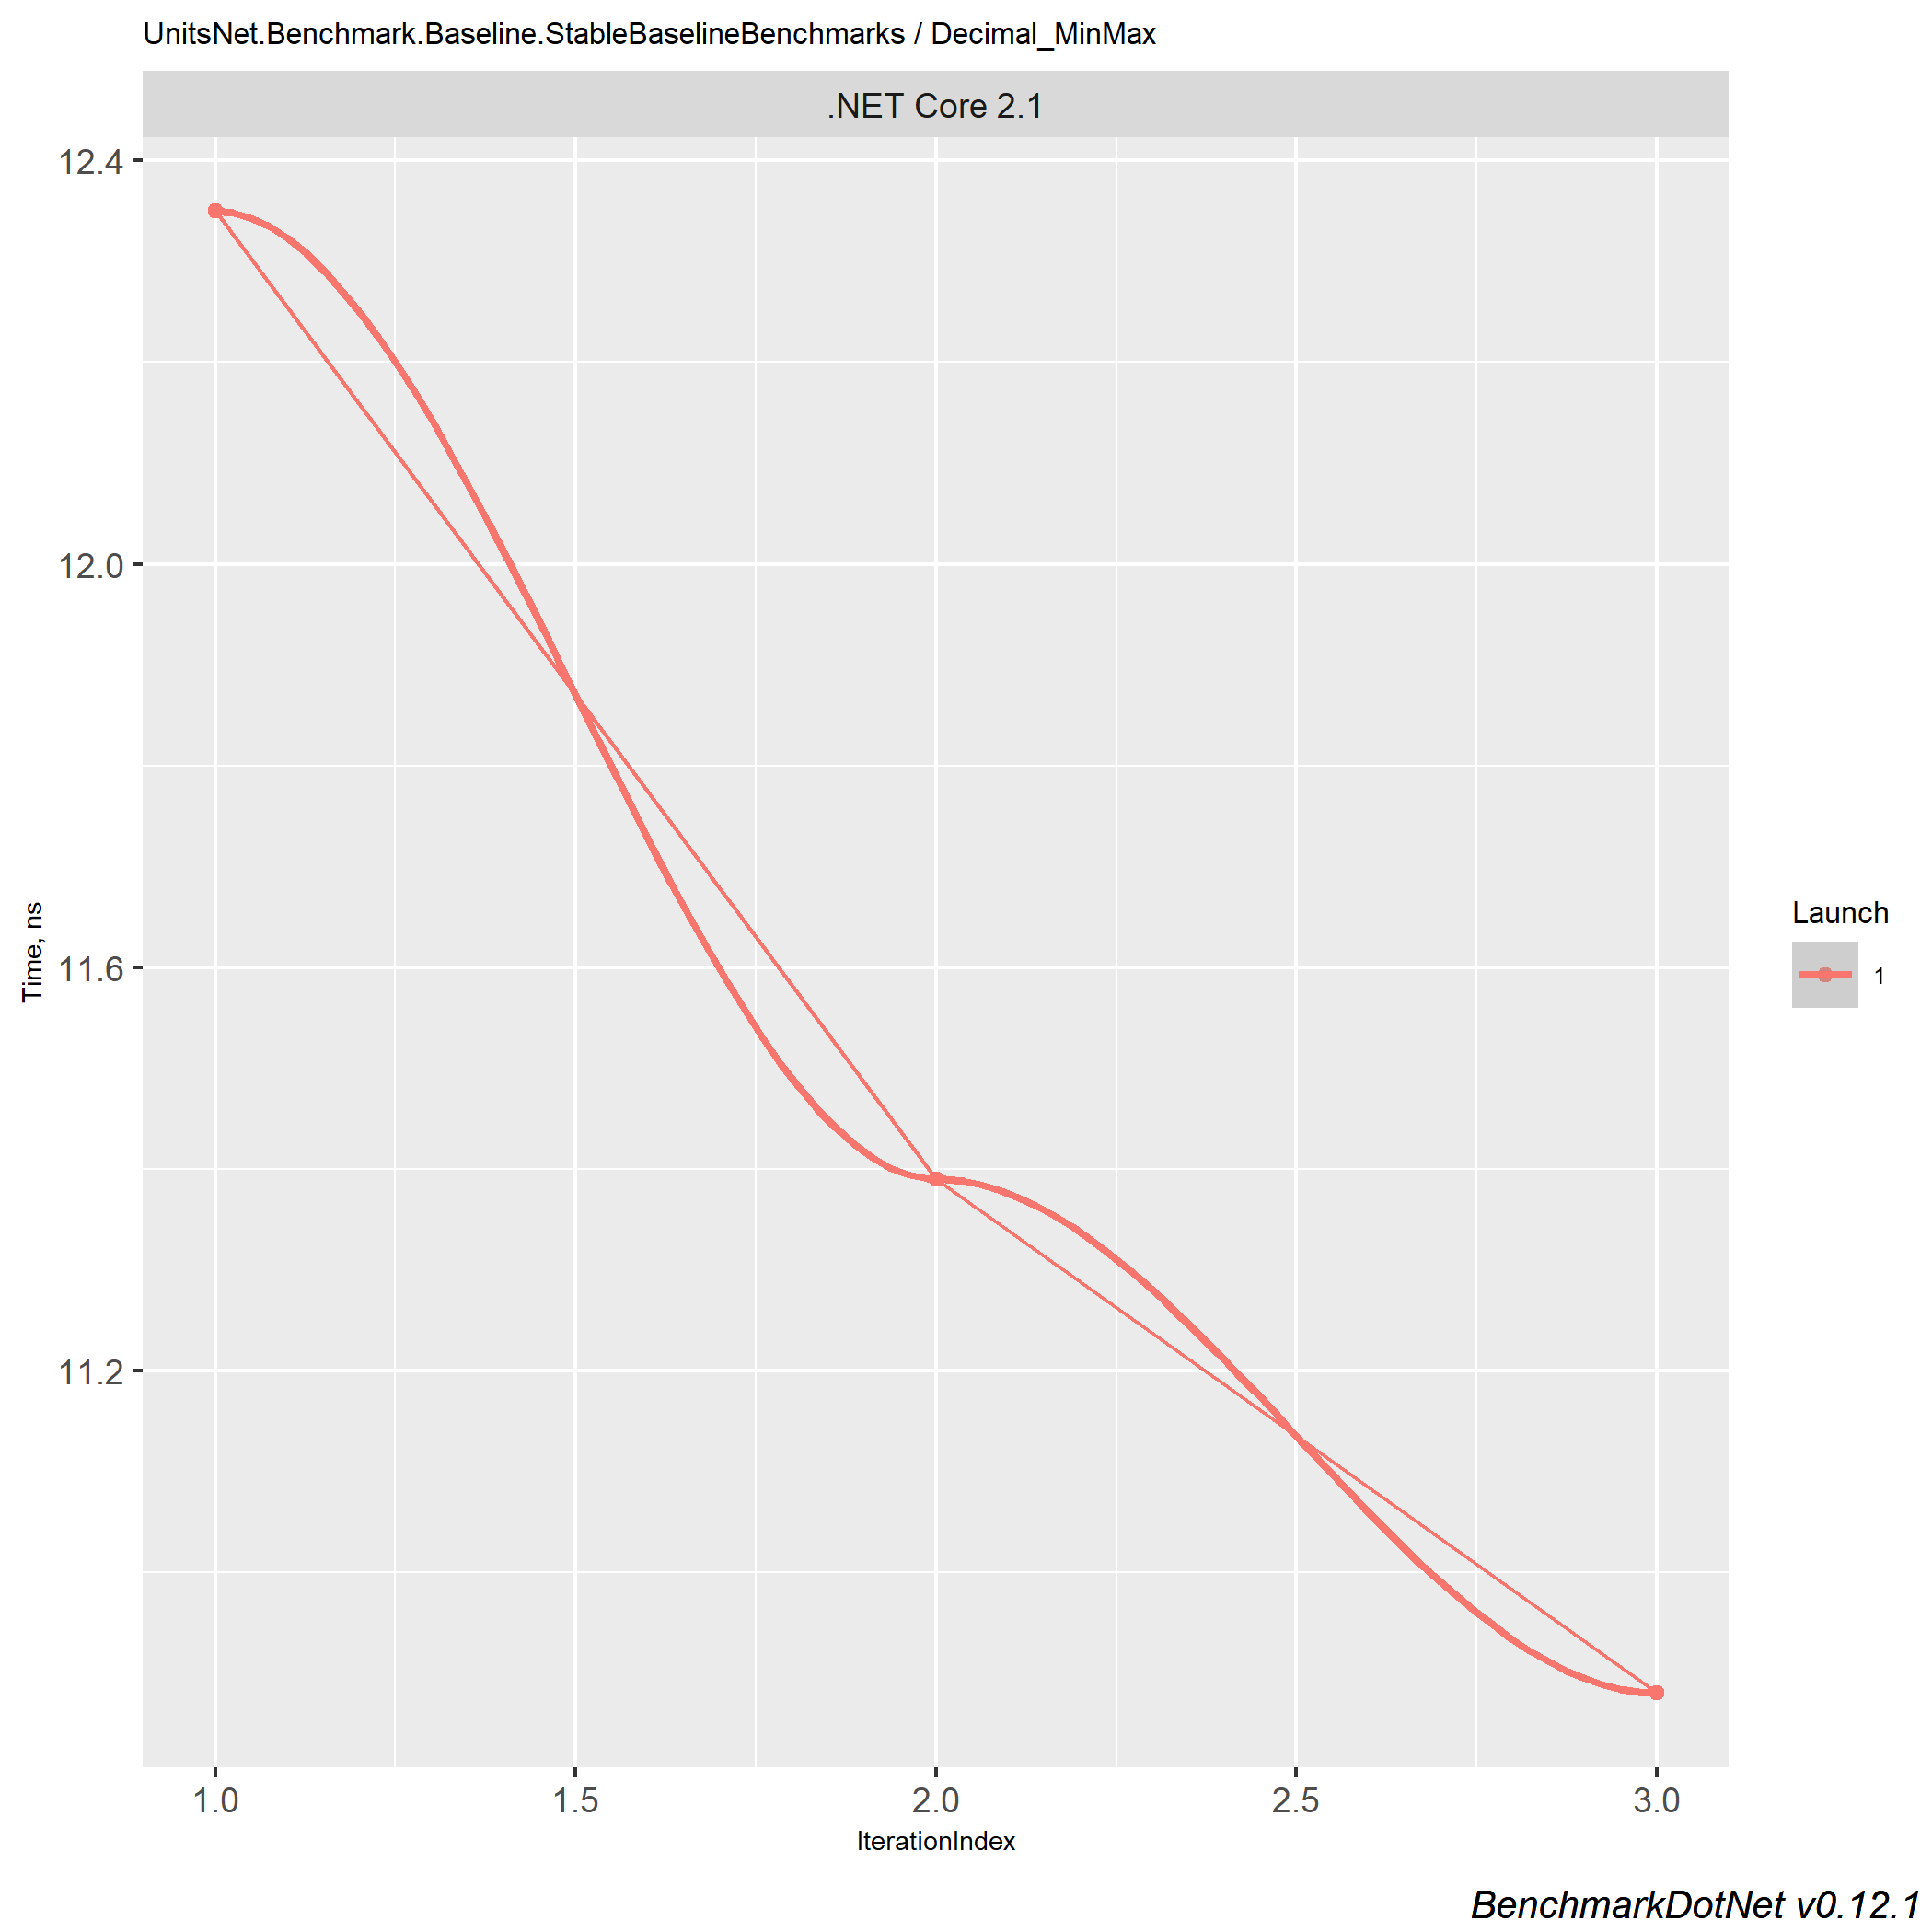 UnitsNet.Benchmark.Baseline.StableBaselineBenchmarks / Decimal_MinMax
.NET Core 2.1
12.4
12.0
11.6
11.2
Time, ns
1.0 1.5 2.0 2.5 3.0
IterationIndex
Launch
1
BenchmarkDotNet v0.12.1